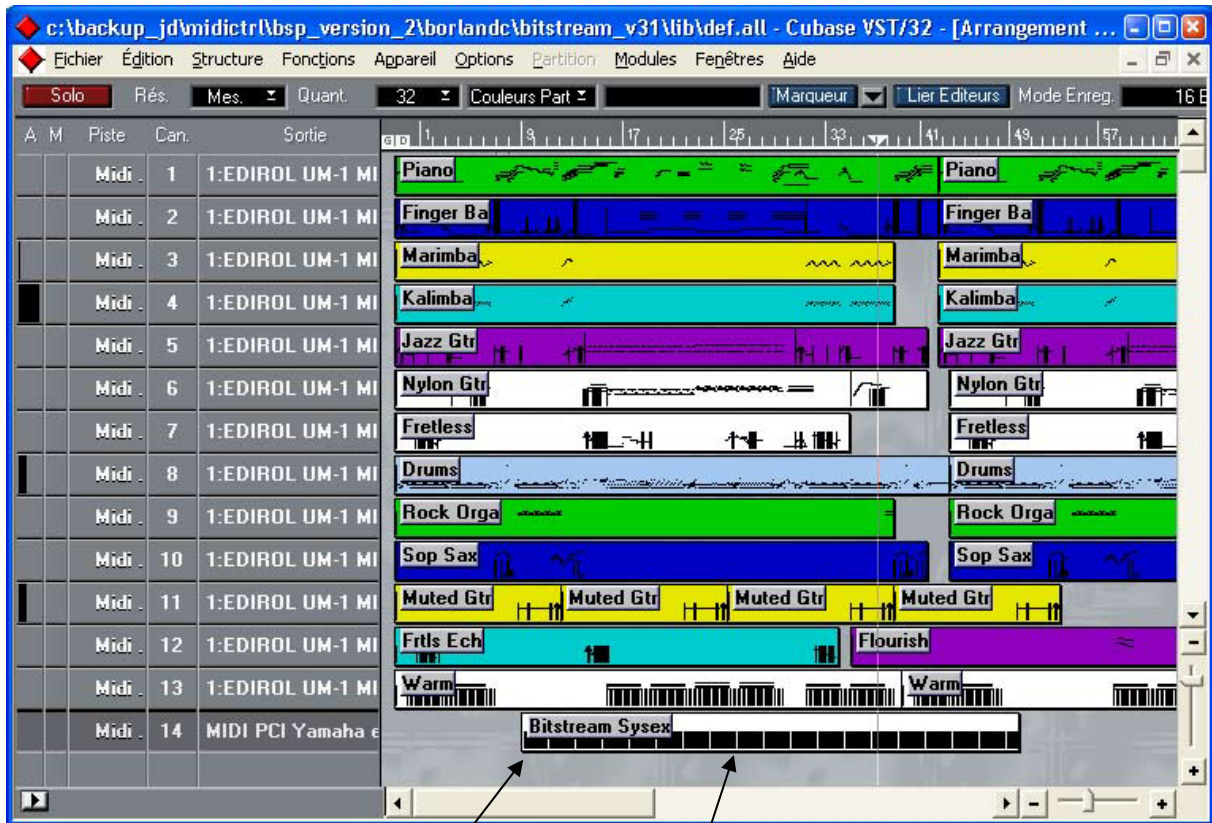 c:\backup_jd\midictrl\bsp_version_2\borlandc\bitstream_v31\lib\def.all - Cubase VST/32 - [Arrangement ...
Fichier Édition Structure Fonctions Appareil Options Partition Modules Fenêtres Aide
Solo Rés. Mes. Quant. 32 Couleurs Part Marqueur Lier Editeurs Mode Enreg. 16 E
A M Piste Can. Sortie G D 1 9 17 25 33 41 49 57
Midi . 1 1:EDIROL UM-1 MI Piano Piano
Midi . 2 1:EDIROL UM-1 MI Finger Ba Finger Ba
Midi . 3 1:EDIROL UM-1 MI Marimba Marimba
Midi . 4 1:EDIROL UM-1 MI Kalimba Kalimba
Midi . 5 1:EDIROL UM-1 MI Jazz Gtr Jazz Gtr
Midi . 6 1:EDIROL UM-1 MI Nylon Gtr Nylon Gtr
Midi . 7 1:EDIROL UM-1 MI Fretless Fretless
Midi . 8 1:EDIROL UM-1 MI Drums Drums
Midi . 9 1:EDIROL UM-1 MI Rock Orga Rock Orga
Midi . 10 1:EDIROL UM-1 MI Sop Sax Sop Sax
Midi . 11 1:EDIROL UM-1 MI Muted Gtr Muted Gtr Muted Gtr Muted Gtr
Midi . 12 1:EDIROL UM-1 MI Frtls Ech Flourish
Midi . 13 1:EDIROL UM-1 MI Warm Warm
Midi . 14 MIDI PCI Yamaha e Bitstream Sysex